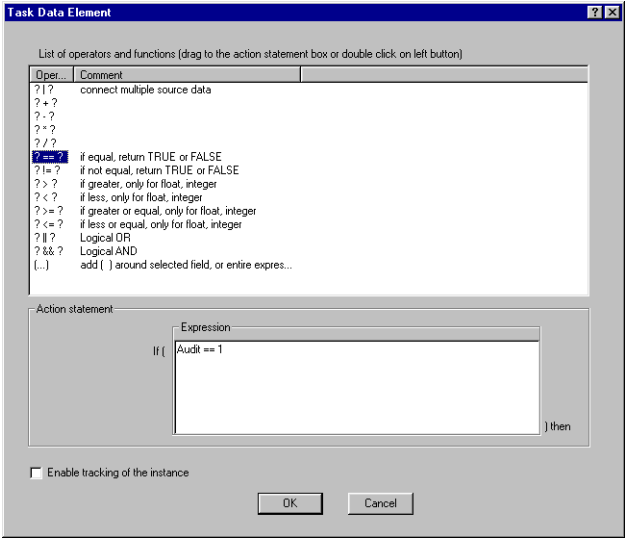 Task Data Element
List of operators and functions (drag to the action statement box or double click on left button)
Oper... Comment
? | ? connect multiple source data
? + ?
? - ?
? * ?
? / ?
? == ? if equal, return TRUE or FALSE
? != ? if not equal, return TRUE or FALSE
? > ? if greater, only for float, integer
? < ? if less, only for float, integer
? >= ? if greater or equal, only for float, integer
? <= ? if less or equal, only for float, integer
? || ? Logical OR
? && ? Logical AND
(...) add ( ) around selected field, or entire expres...
Action statement
Expression
If ( Audit == 1
) then
Enable tracking of the instance
OK Cancel